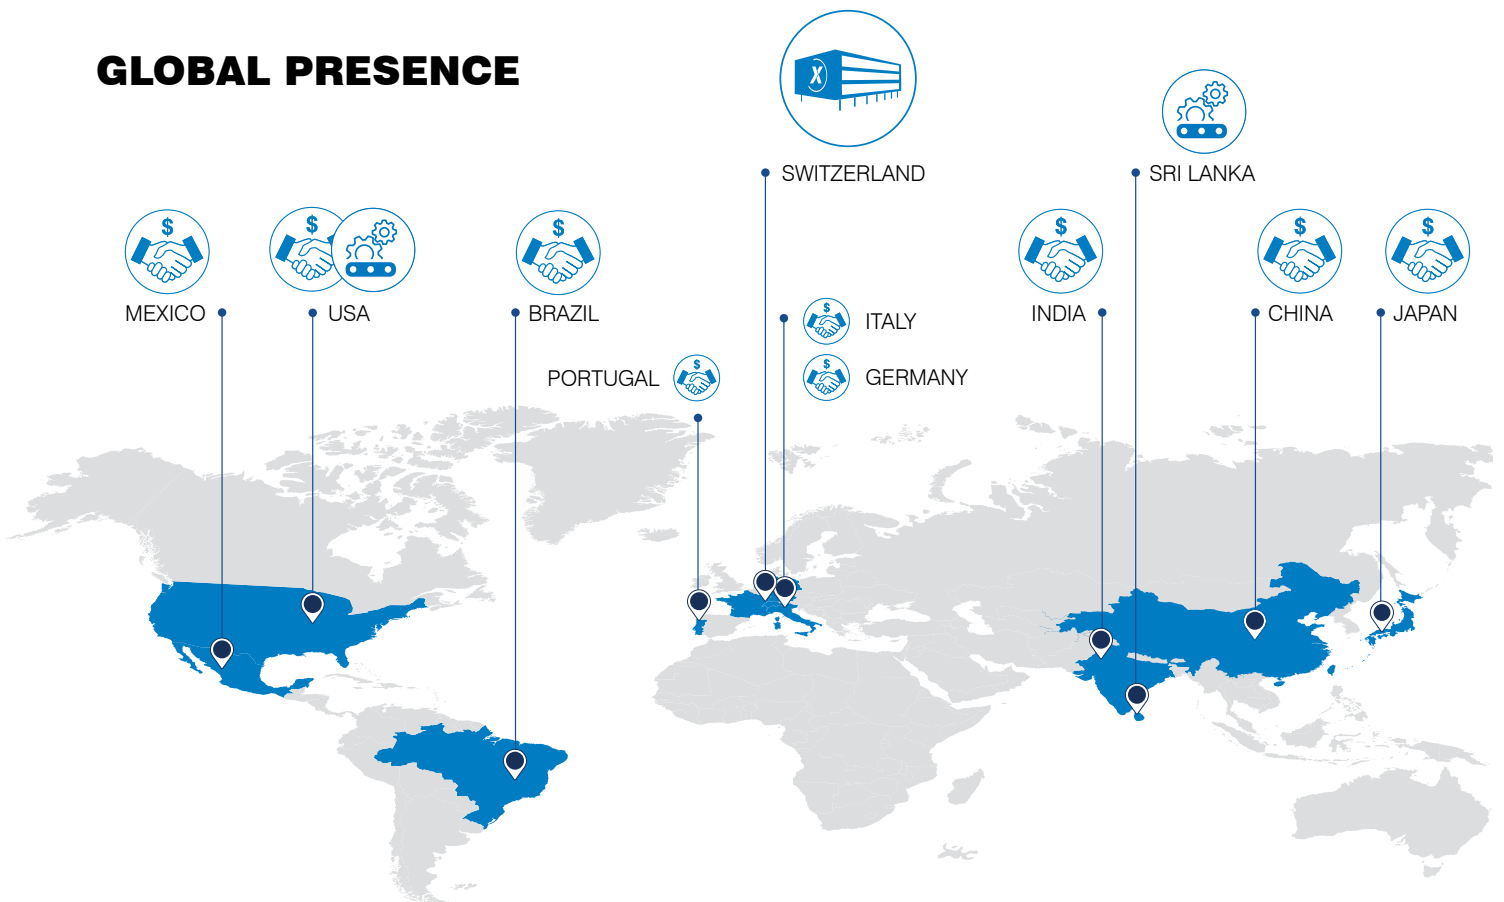 GLOBAL PRESENCE
X
SWITZERLAND
SRI LANKA
$
$
$
$
$
$
MEXICO
USA
BRAZIL
INDIA
CHINA
JAPAN
$
ITALY
PORTUGAL
$
$
GERMANY